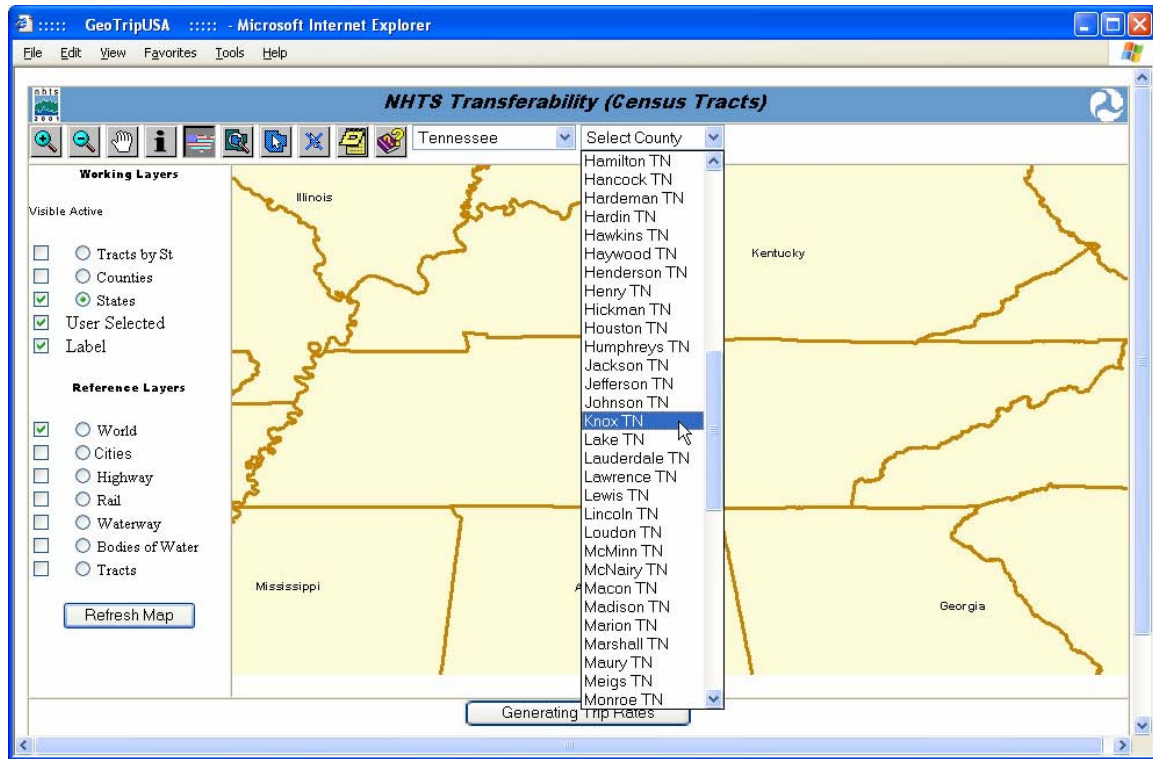 ::::: GeoTripUSA ::::: - Microsoft Internet Explorer
File Edit View Favorites Tools Help
nhts
2001
NHTS Transferability (Census Tracts)
Tennessee
Select County
Working Layers
Visible Active
Tracts by St
Counties
States
User Selected
Label
Reference Layers
World
Cities
Highway
Rail
Waterway
Bodies of Water
Tracts
Refresh Map
Illinois
Kentucky
Mississippi
A
Georgia
Hamilton TN
Hancock TN
Hardeman TN
Hardin TN
Hawkins TN
Haywood TN
Henderson TN
Henry TN
Hickman TN
Houston TN
Humphreys TN
Jackson TN
Jefferson TN
Johnson TN
Knox TN
Lake TN
Lauderdale TN
Lawrence TN
Lewis TN
Lincoln TN
Loudon TN
McMinn TN
McNairy TN
Macon TN
Madison TN
Marion TN
Marshall TN
Maury TN
Meigs TN
Monroe TN
Generating Trip Rates